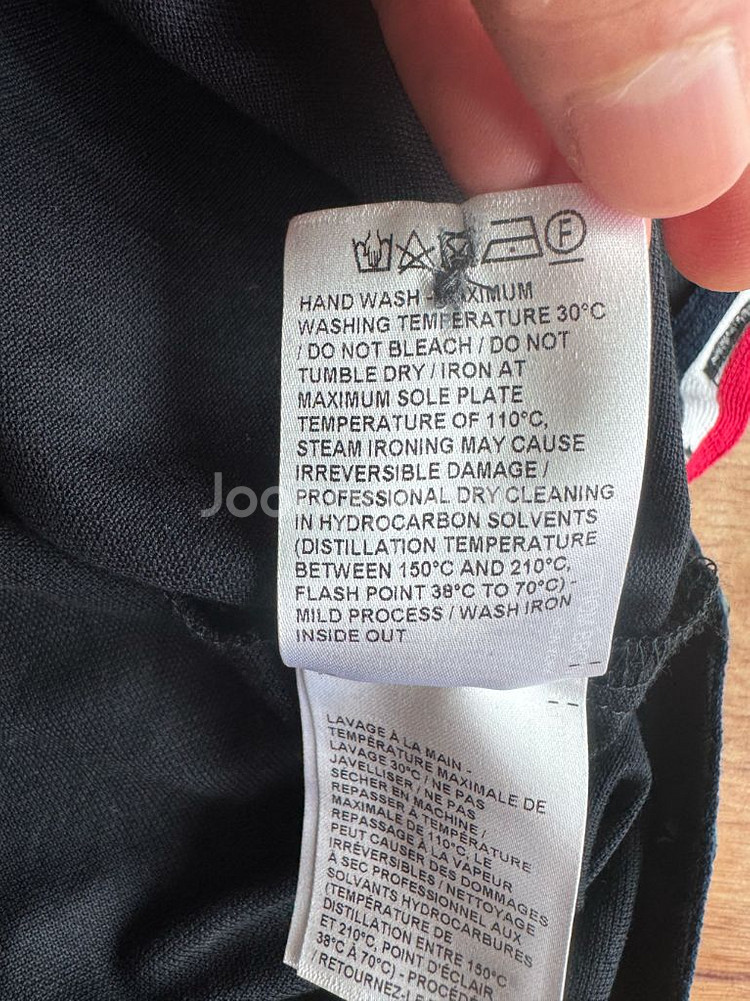 F
HAND WASH - MAXIMUM
WASHING TEMPERATURE 30°C
/ DO NOT BLEACH / DO NOT
TUMBLE DRY / IRON AT
MAXIMUM SOLE PLATE
TEMPERATURE OF 110°C,
STEAM IRONING MAY CAUSE
IRREVERSIBLE DAMAGE /
PROFESSIONAL DRY CLEANING
IN HYDROCARBON SOLVENTS
(DISTILLATION TEMPERATURE
BETWEEN 150°C AND 210°C,
FLASH POINT 38°C TO 70°C) -
MILD PROCESS / WASH IRON
INSIDE OUT
LAVAGE À LA MAIN -
TEMPÉRATURE MAXIMALE DE
LAVAGE 30°C / NE PAS
JAVELLISER / NE PAS
SÉCHER EN MACHINE /
REPASSER À TEMPÉRATURE
MAXIMALE DE 110°C, LE
REPASSAGE À LA VAPEUR
PEUT CAUSER DES DOMMAGES
IRRÉVERSIBLES / NETTOYAGE
À SEC PROFESSIONNEL AUX
SOLVANTS HYDROCARBURES
(TEMPÉRATURE DE
DISTILLATION ENTRE 150°C
ET 210°C, POINT D'ÉCLAIR
38°C À 70°C) -
/ RETOURNEZ-